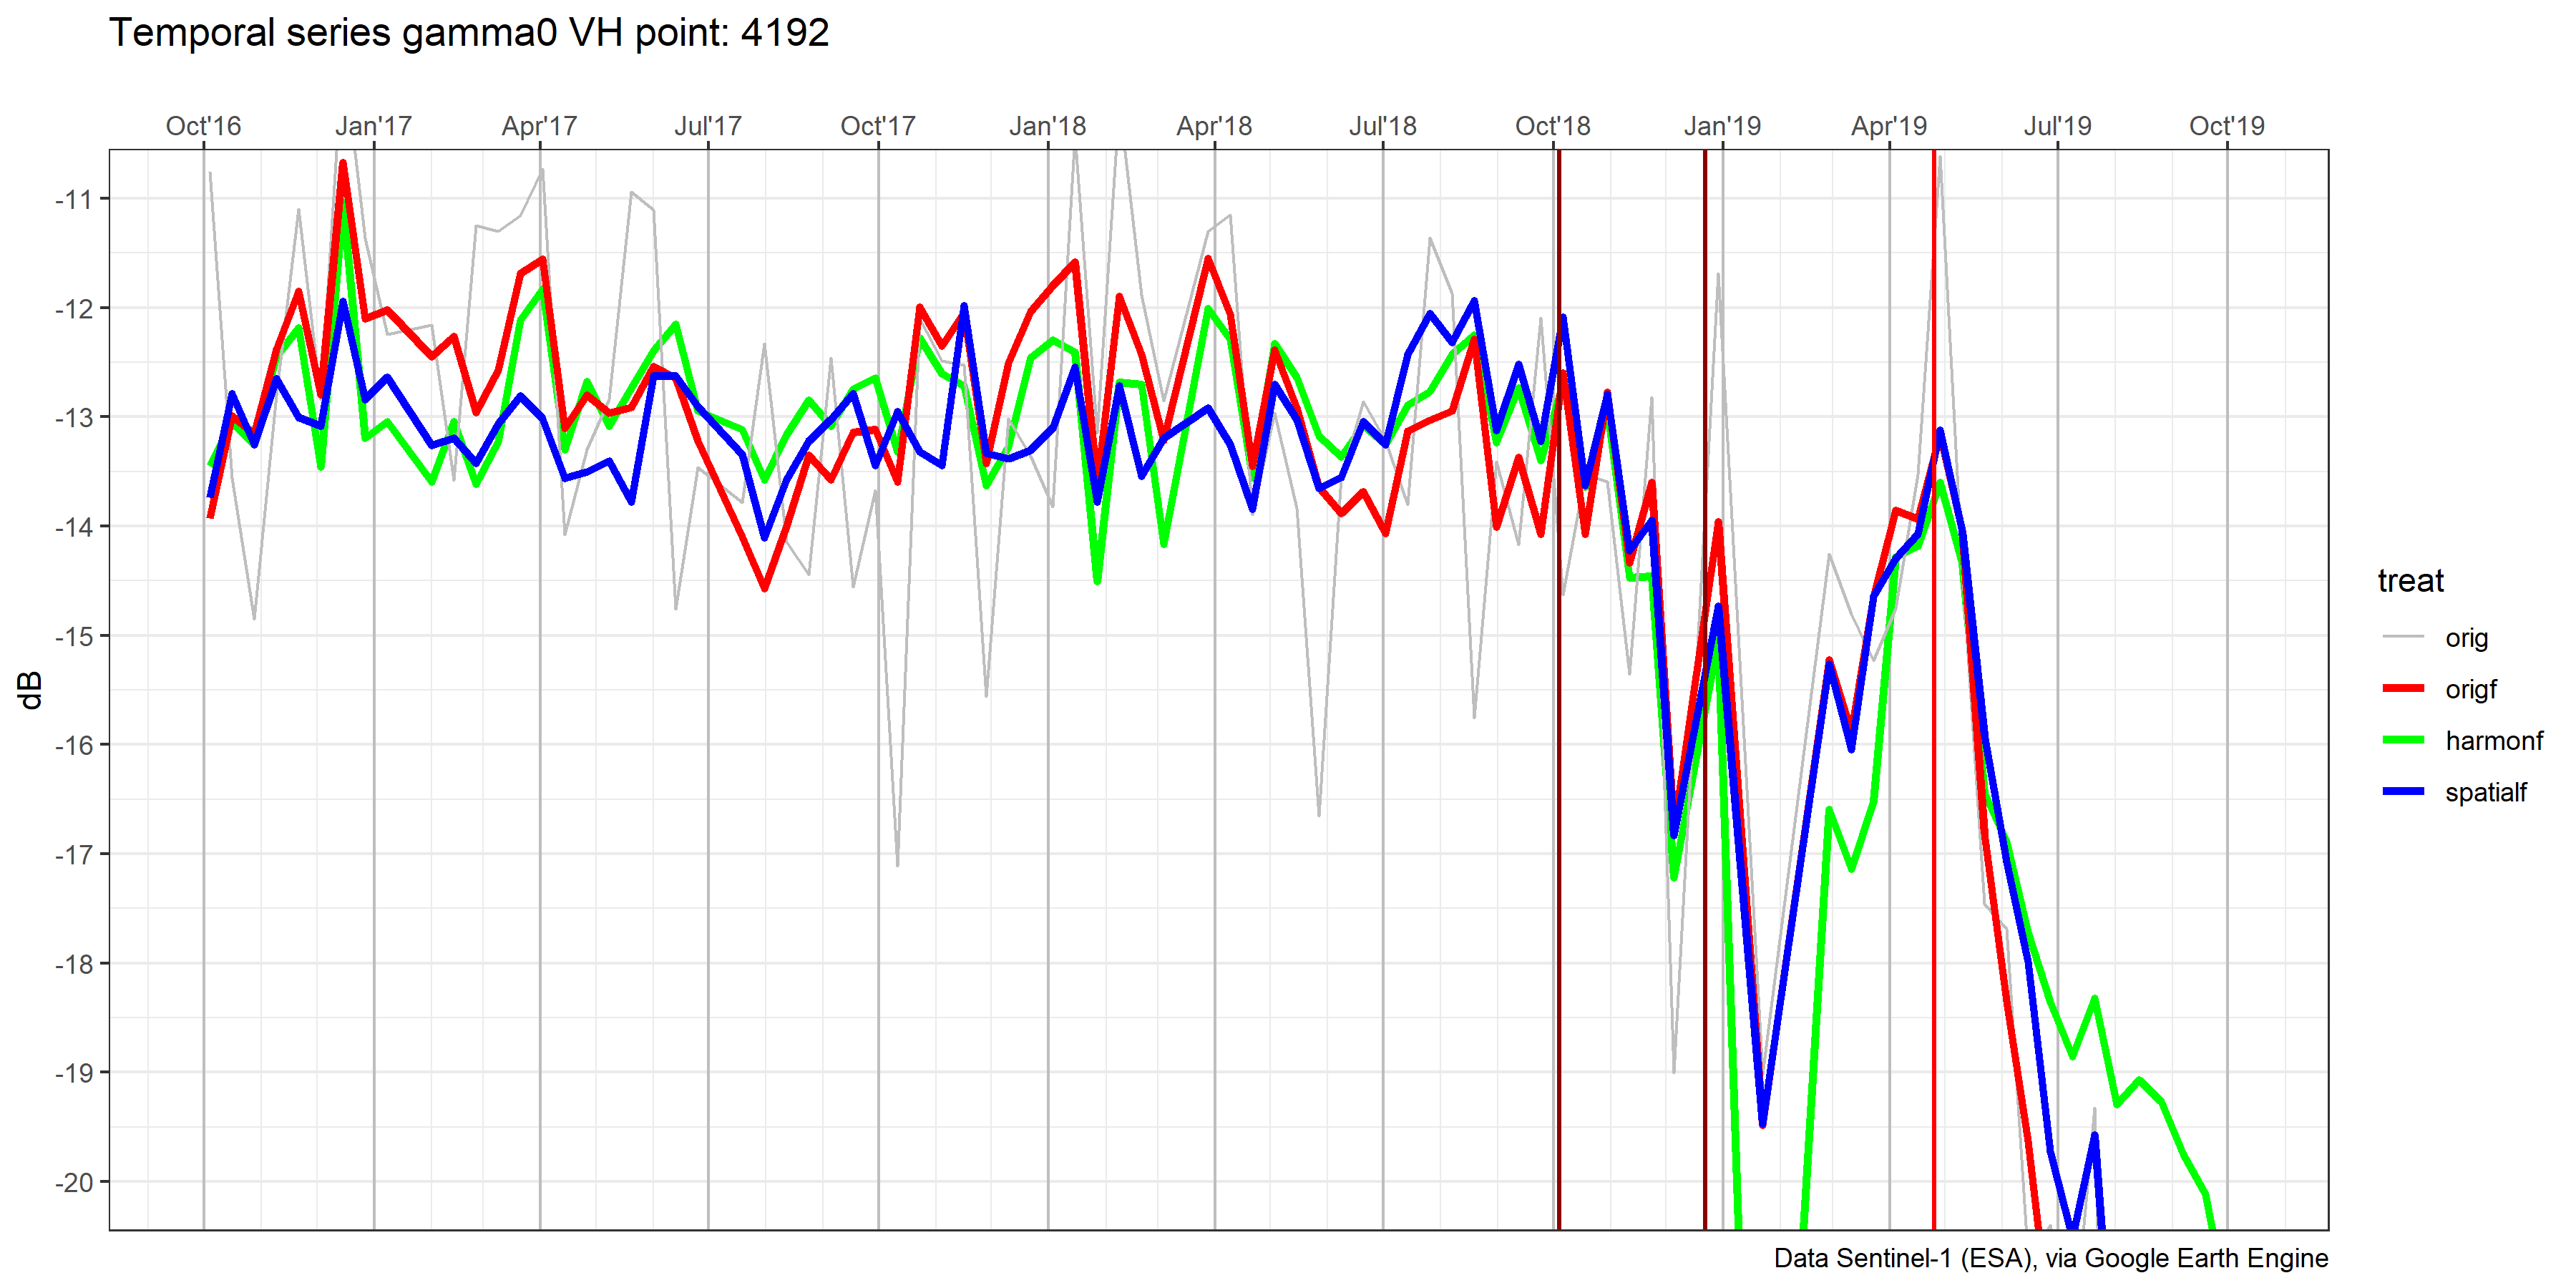 Temporal series gamma0 VH point: 4192
Oct'16 Jan'17 Apr'17 Jul'17 Oct'17 Jan'18 Apr'18 Jul'18 Oct'18 Jan'19 Apr'19 Jul'19 Oct'19
-11
-12
-13
-14
-15
-16
-17
-18
-19
-20
dB
treat
orig
origf
harmonf
spatialf
Data Sentinel-1 (ESA), via Google Earth Engine